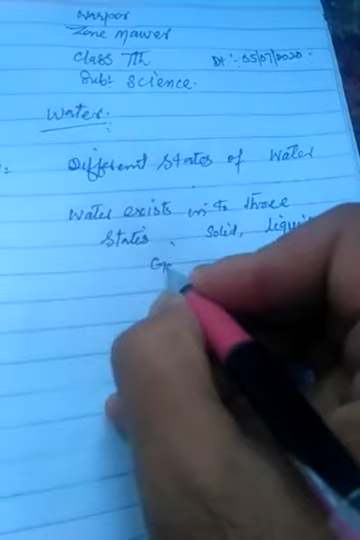 Zone Mawer
Class 7th Dt :- 05/07/2020.
Sub:- Science.
Water:
Different States of Water
Water exists in to three
States. Solid, liquid